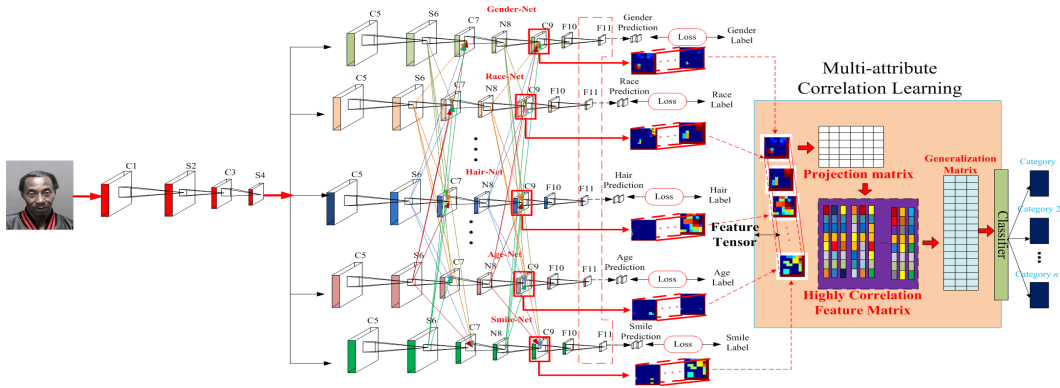 C1
S2
C3
S4
Gender-Net
C5
S6
C7
N8
C9
F10
F11
Gender
Prediction
Loss
Gender
Label
Race-Net
C5
S6
C7
N8
C9
F10
F11
Race
Prediction
Loss
Race
Label
Hair-Net
C5
S6
C7
N8
C9
F10
F11
Hair
Prediction
Loss
Hair
Label
Age-Net
C5
S6
C7
N8
C9
F10
F11
Age
Prediction
Loss
Age
Label
Smile-Net
C5
S6
C7
N8
C9
F10
F11
Smile
Prediction
Loss
Smile
Label
Multi-attribute
Correlation Learning
Feature
Tensor
Projection matrix
Highly Correlation
Feature Matrix
Generalization
Matrix
Classifier
Category
Category 2
Category n